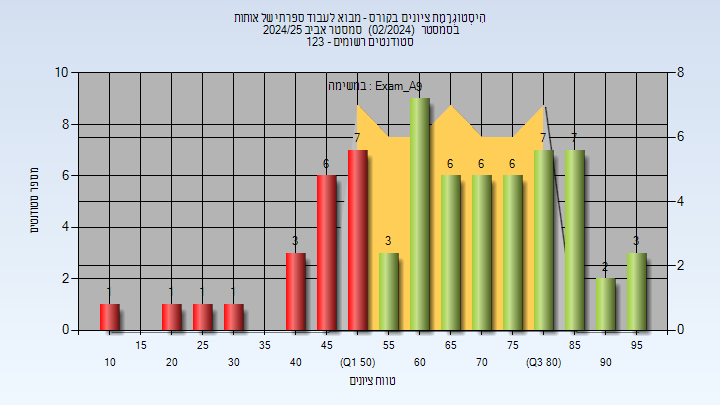 היסטוגרמת ציונים בקורס - מבוא לעבוד ספרתי של אותות
בסמסטר (02/2024) סמסטר אביב 2024/25
סטודנטים רשומים - 123
במשימה : Exam_A9
10 8
8 6
6 4
4 2
2 0
0
מספר סטודנטים
1 1 1 1 3 6 7 3 6 6 6 7 7 2 3
15 25 35 45 55 65 75 85 95
10 20 30 40 (Q1 50) 60 70 (Q3 80) 90
טווח ציונים